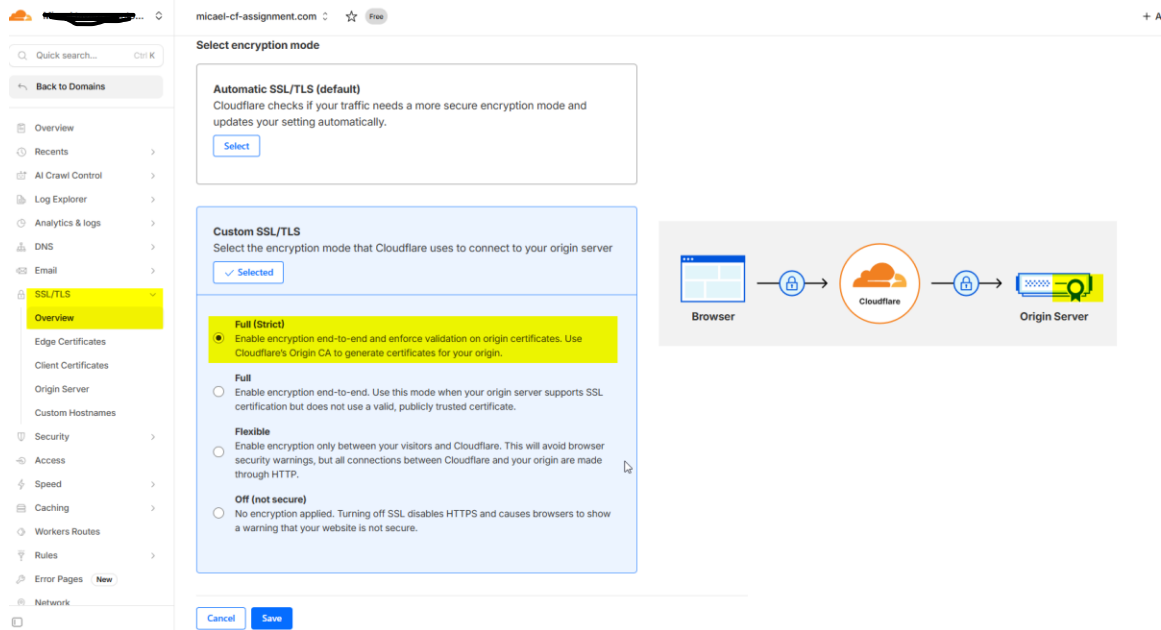 micael-cf-assignment.com
Free
+ A
Quick search...
Ctrl K
Back to Domains
Overview
Recents
AI Crawl Control
Log Explorer
Analytics & logs
DNS
Email
SSL/TLS
Overview
Edge Certificates
Client Certificates
Origin Server
Custom Hostnames
Security
Access
Speed
Caching
Workers Routes
Rules
Error Pages New
Network
Select encryption mode
Automatic SSL/TLS (default)
Cloudflare checks if your traffic needs a more secure encryption mode and
updates your setting automatically.
Select
Custom SSL/TLS
Select the encryption mode that Cloudflare uses to connect to your origin server
Selected
Full (Strict)
Enable encryption end-to-end and enforce validation on origin certificates. Use
Cloudflare's Origin CA to generate certificates for your origin.
Full
Enable encryption end-to-end. Use this mode when your origin server supports SSL
certification but does not use a valid, publicly trusted certificate.
Flexible
Enable encryption only between your visitors and Cloudflare. This will avoid browser
security warnings, but all connections between Cloudflare and your origin are made
through HTTP.
Off (not secure)
No encryption applied. Turning off SSL disables HTTPS and causes browsers to show
a warning that your website is not secure.
Cancel
Save
Browser
Cloudflare
Origin Server